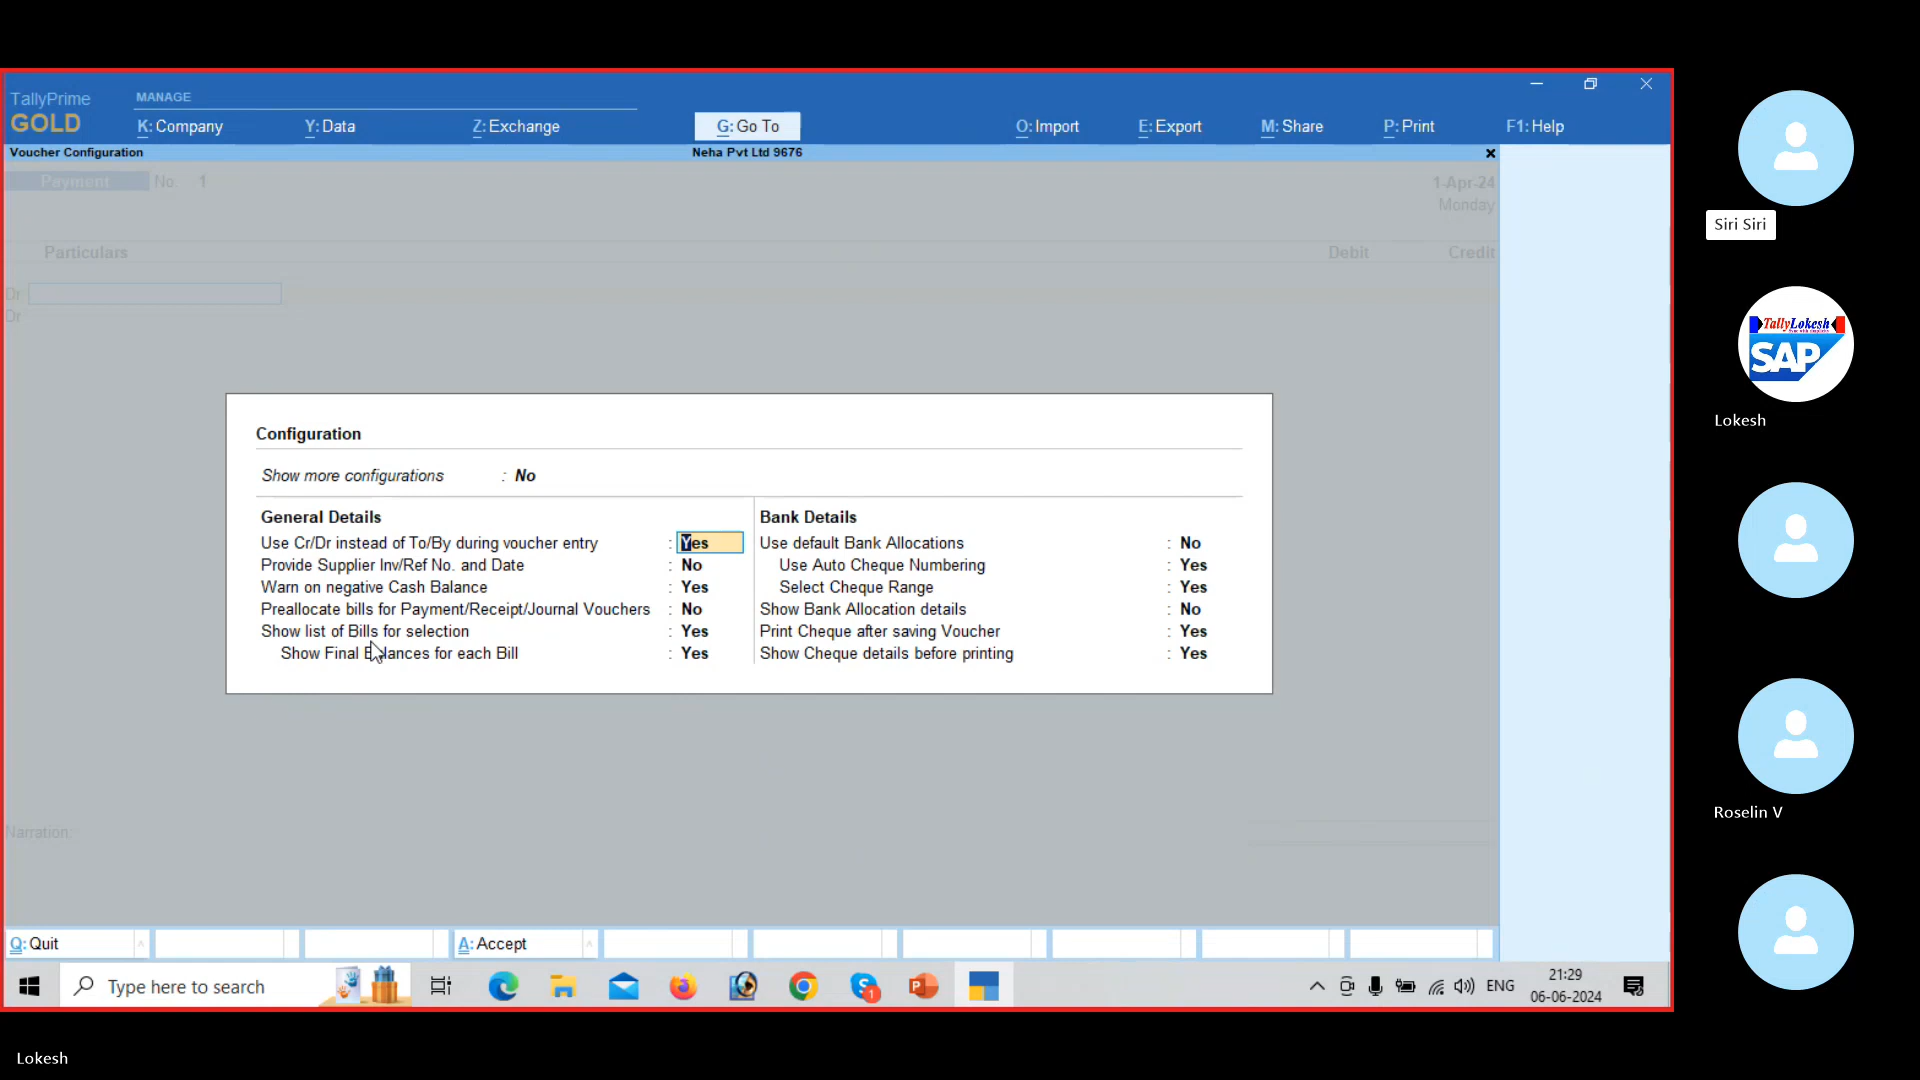 TallyPrime
GOLD
MANAGE
K: Company
Y: Data
Z: Exchange
G: Go To
O: Import
E: Export
M: Share
P: Print
F1: Help
Voucher Configuration
Neha Pvt Ltd 9676
Payment No. 1
1-Apr-24
Monday
Particulars
Debit
Credit
Dr
Dr
Configuration
Show more configurations : No
General Details
Use Cr/Dr instead of To/By during voucher entry : Yes
Provide Supplier Inv/Ref No. and Date : No
Warn on negative Cash Balance : Yes
Preallocate bills for Payment/Receipt/Journal Vouchers : No
Show list of Bills for selection : Yes
Show Final Balances for each Bill : Yes
Bank Details
Use default Bank Allocations : No
Use Auto Cheque Numbering : Yes
Select Cheque Range : Yes
Show Bank Allocation details : No
Print Cheque after saving Voucher : Yes
Show Cheque details before printing : Yes
Narration:
Q: Quit
A: Accept
Type here to search
1
P
ENG
21:29
06-06-2024
Siri Siri
TallyLokesh
SAP
Lokesh
Roselin V
Lokesh